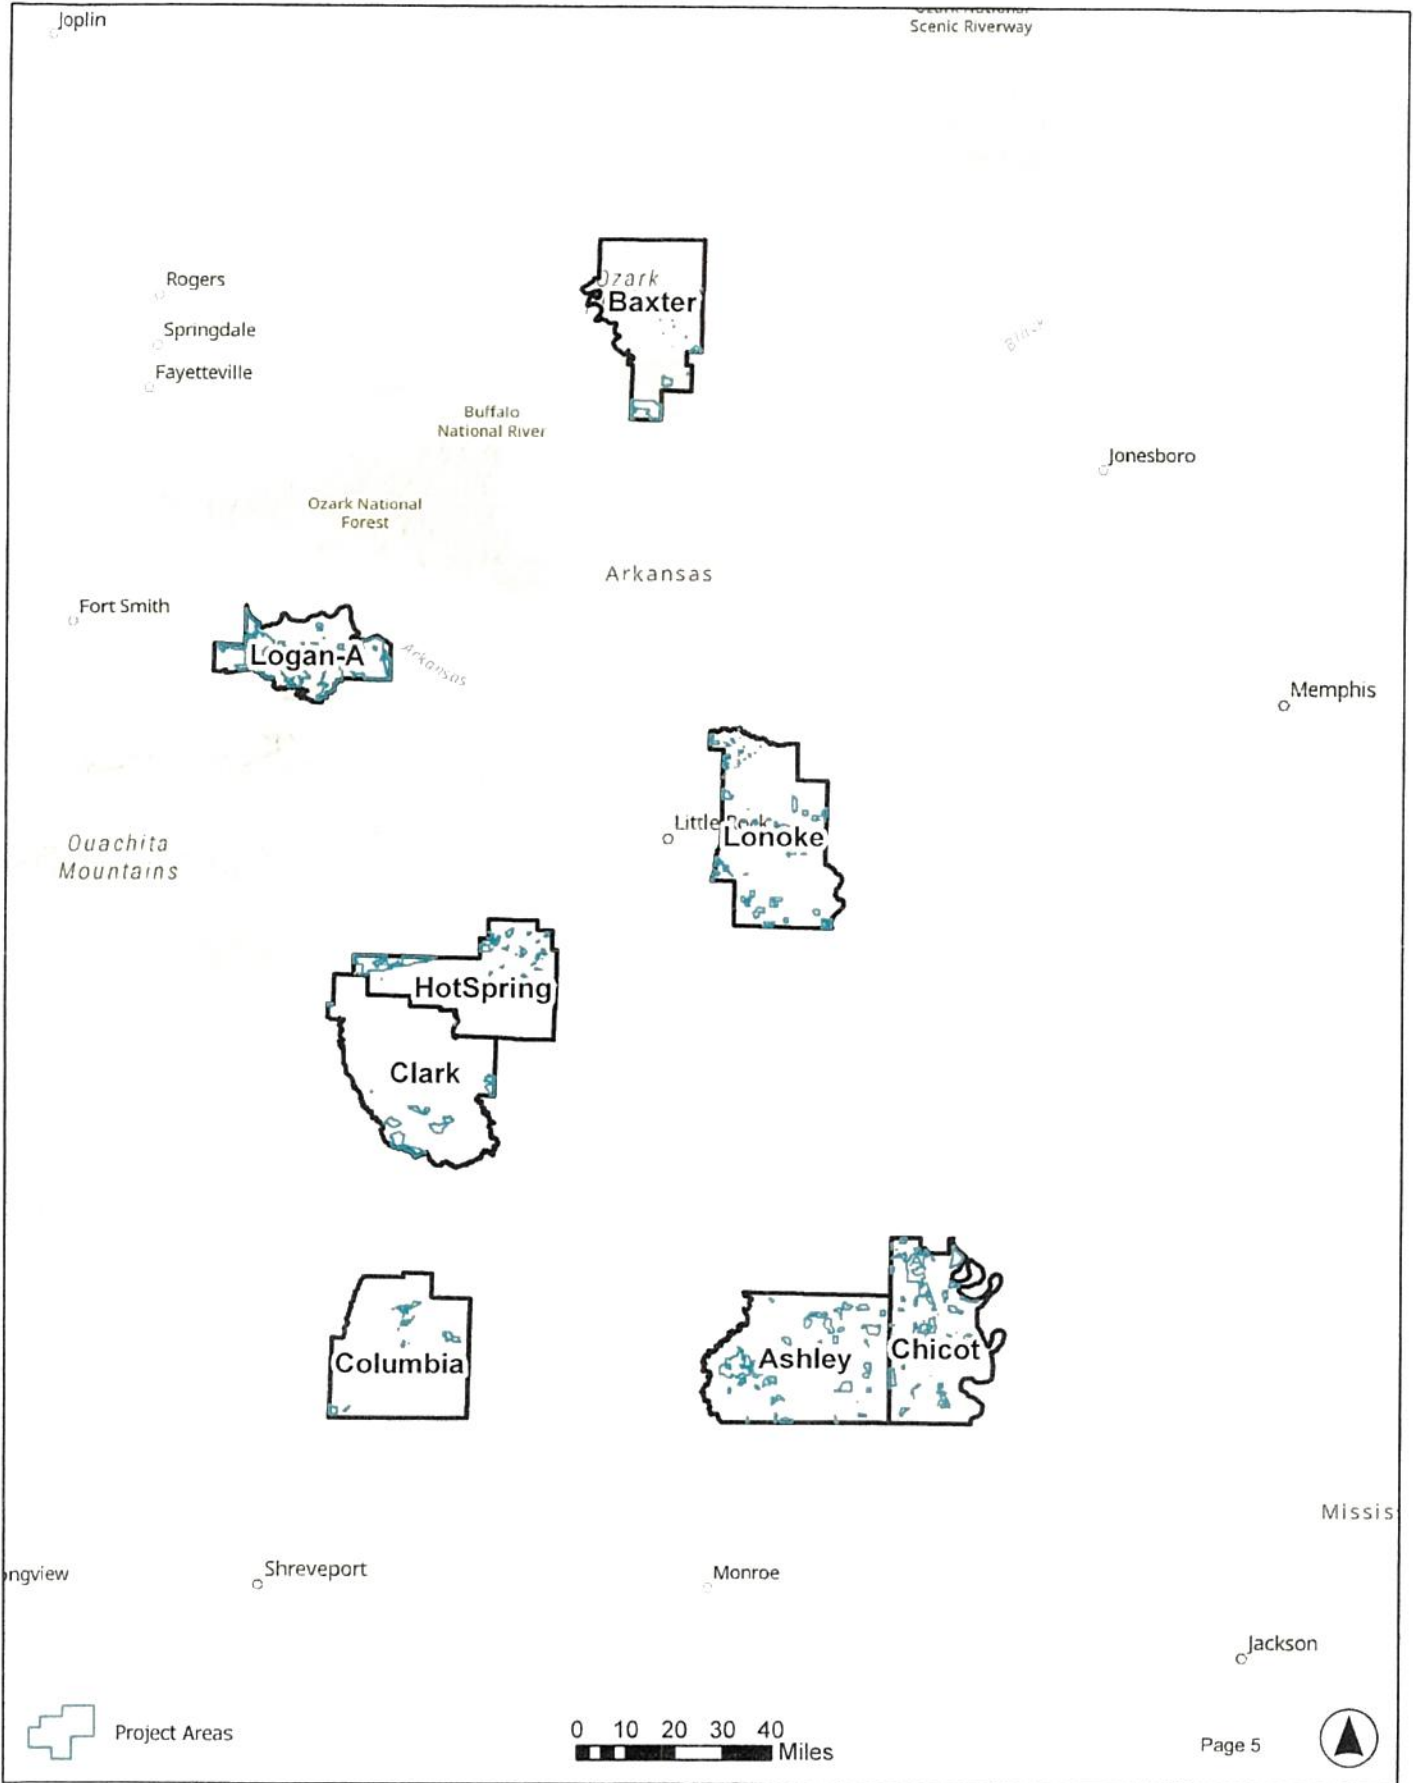 Joplin
Scenic Riverway
Rogers
Ozark
Baxter
Springdale
Black
Fayetteville
Buffalo
National River
Jonesboro
Ozark National
Forest
Arkansas
Fort Smith
Logan-A
Arkansas
Memphis
Little Rock
Lonoke
Ouachita
Mountains
HotSpring
Clark
Columbia
Ashley
Chicot
Missis
ngview
Shreveport
Monroe
Jackson
Project Areas
0 10 20 30 40
Miles
Page 5